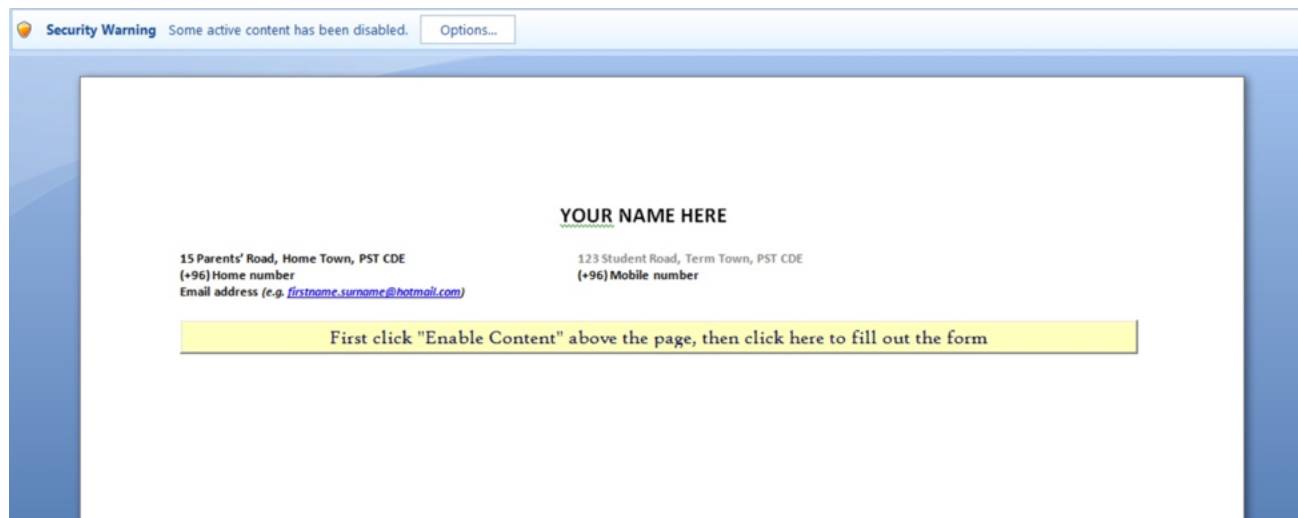 Security Warning Some active content has been disabled. Options...
YOUR NAME HERE
15 Parents' Road, Home Town, PST CDE 123 Student Road, Term Town, PST CDE
(+96) Home number (+96) Mobile number
Email address (e.g. firstname.surname@hotmail.com)
First click "Enable Content" above the page, then click here to fill out the form